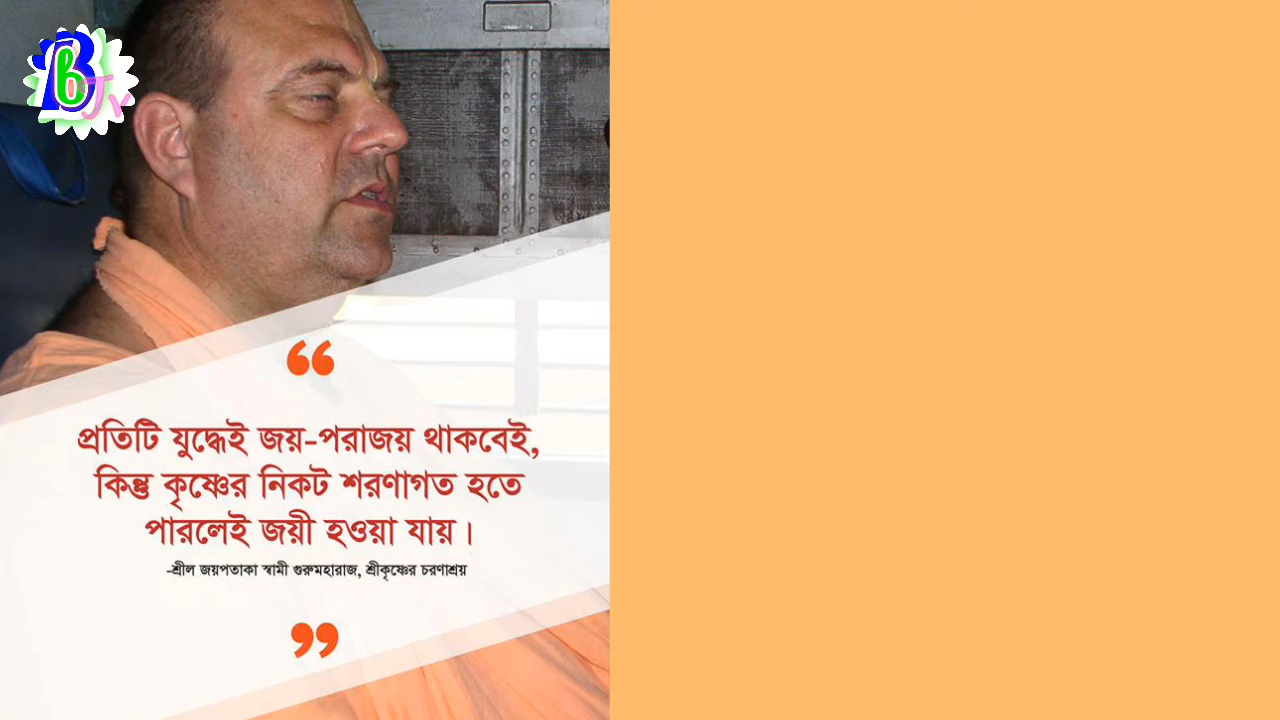 “
প্রতিটি যুদ্ধেই জয়-পরাজয় থাকবেই,
কিন্তু কৃষ্ণের নিকট শরণাগত হতে
পারলেই জয়ী হওয়া যায়।
-শ্রীল জয়পতাকা স্বামী গুরুমহারাজ, শ্রীকৃষ্ণের চরণাশ্রয়
”